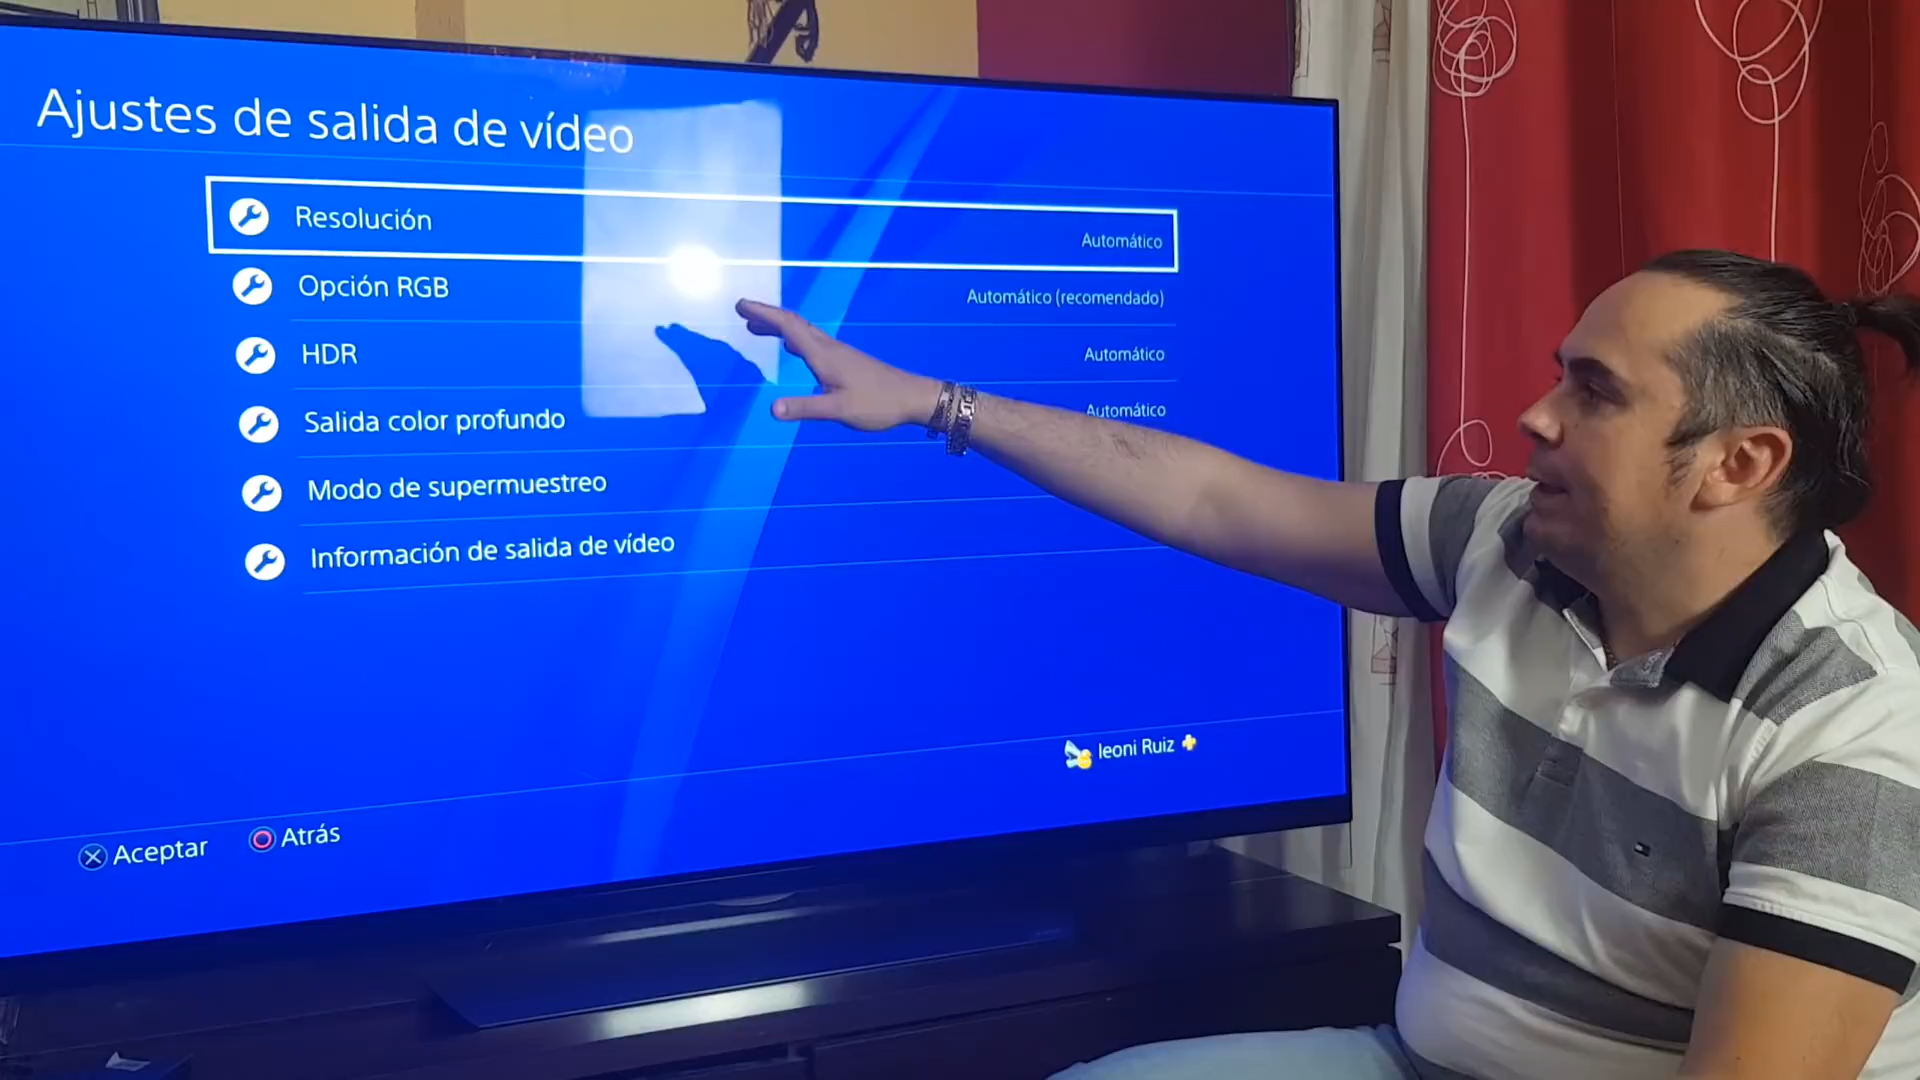 Ajustes de salida de vídeo
Resolución Automático
Opción RGB Automático (recomendado)
HDR Automático
Salida color profundo Automático
Modo de supermuestreo
Información de salida de vídeo
leoni Ruiz
Aceptar Atrás